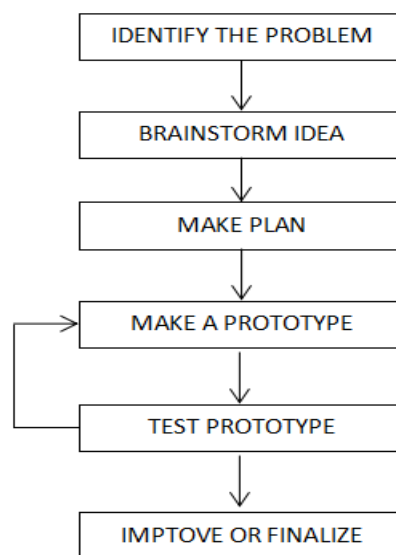 IDENTIFY THE PROBLEM
BRAINSTORM IDEA
MAKE PLAN
MAKE A PROTOTYPE
TEST PROTOTYPE
IMPTOVE OR FINALIZE